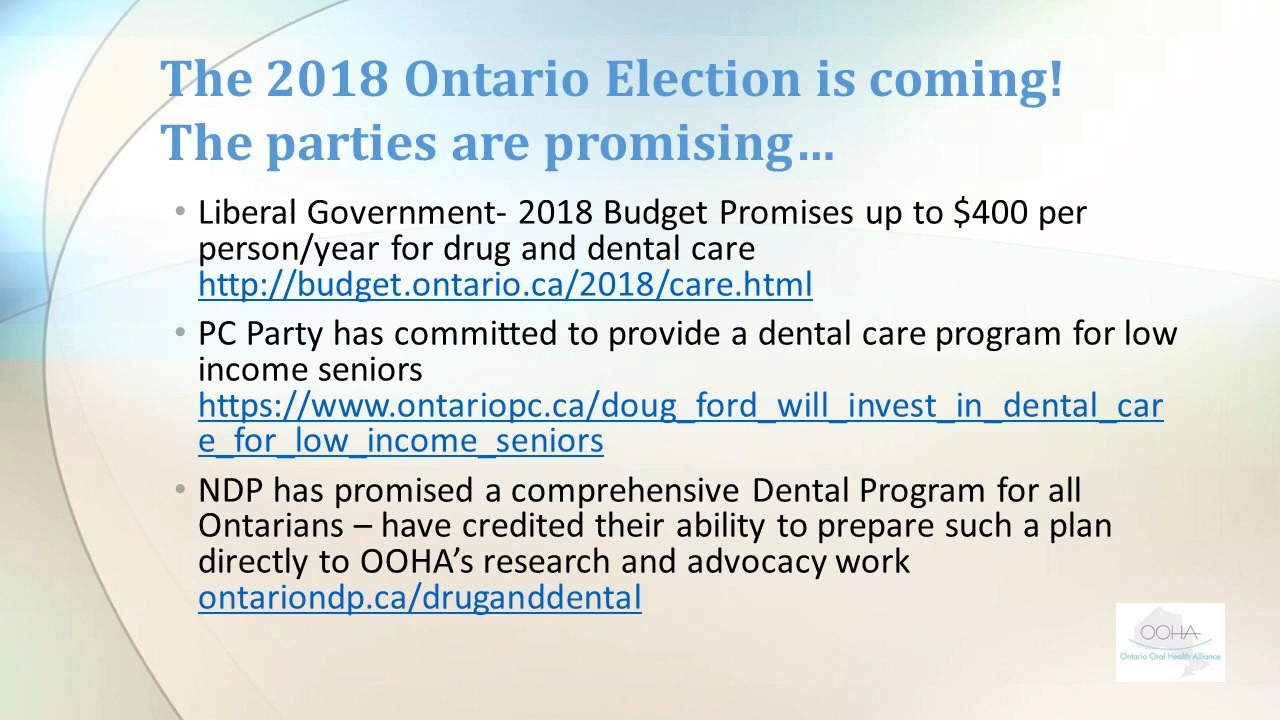 The 2018 Ontario Election is coming!
The parties are promising...
• Liberal Government- 2018 Budget Promises up to $400 per
person/year for drug and dental care
http://budget.ontario.ca/2018/care.html
• PC Party has committed to provide a dental care program for low
income seniors
https://www.ontariopc.ca/doug_ford_will_invest_in_dental_car
e_for_low_income_seniors
• NDP has promised a comprehensive Dental Program for all
Ontarians – have credited their ability to prepare such a plan
directly to OOHA’s research and advocacy work
ontariondp.ca/druganddental
OOHA
Ontario Oral Health Alliance